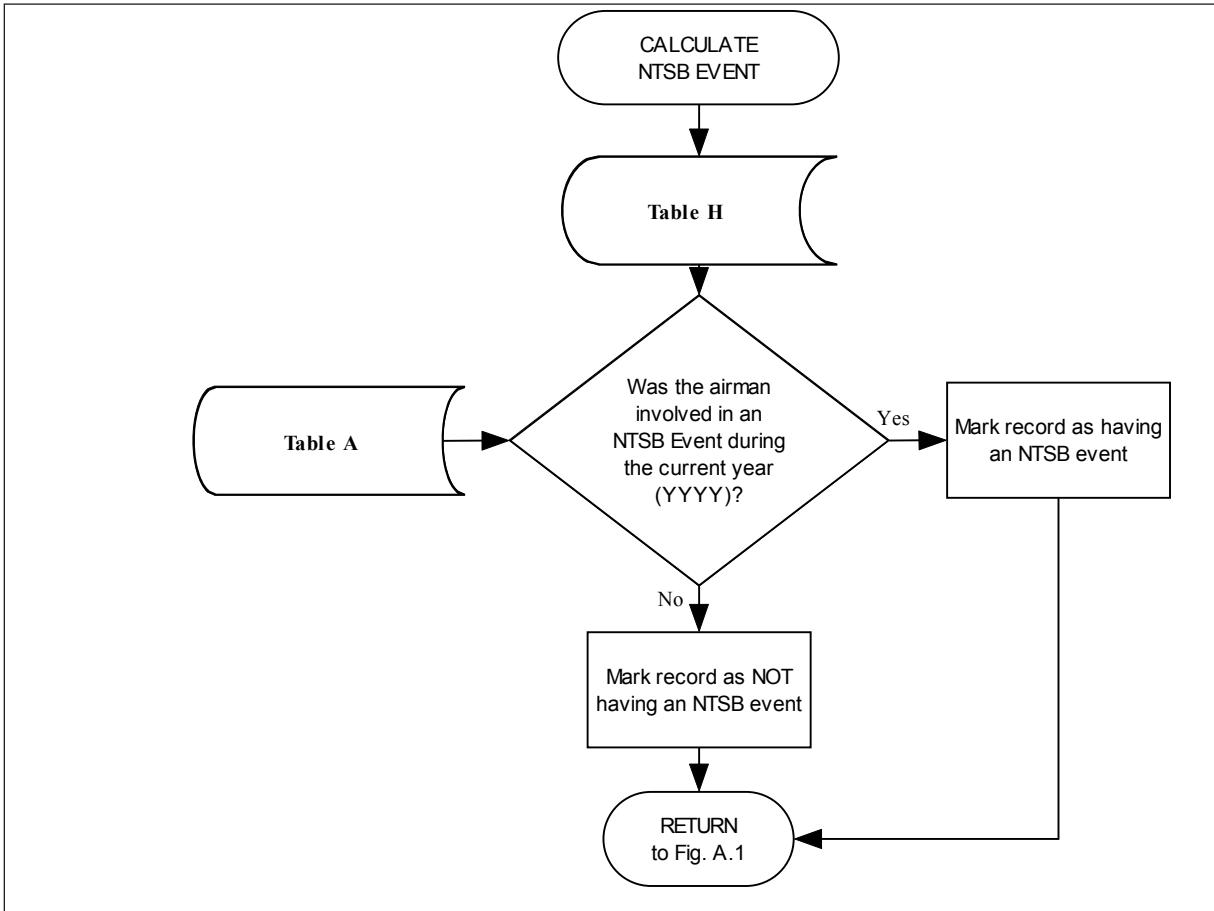 CALCULATE
NTSB EVENT
Table H
Table A
Was the airman
involved in an
NTSB Event during
the current year
(YYYY)?
Yes
Mark record as having
an NTSB event
No
Mark record as NOT
having an NTSB event
RETURN
to Fig. A.1